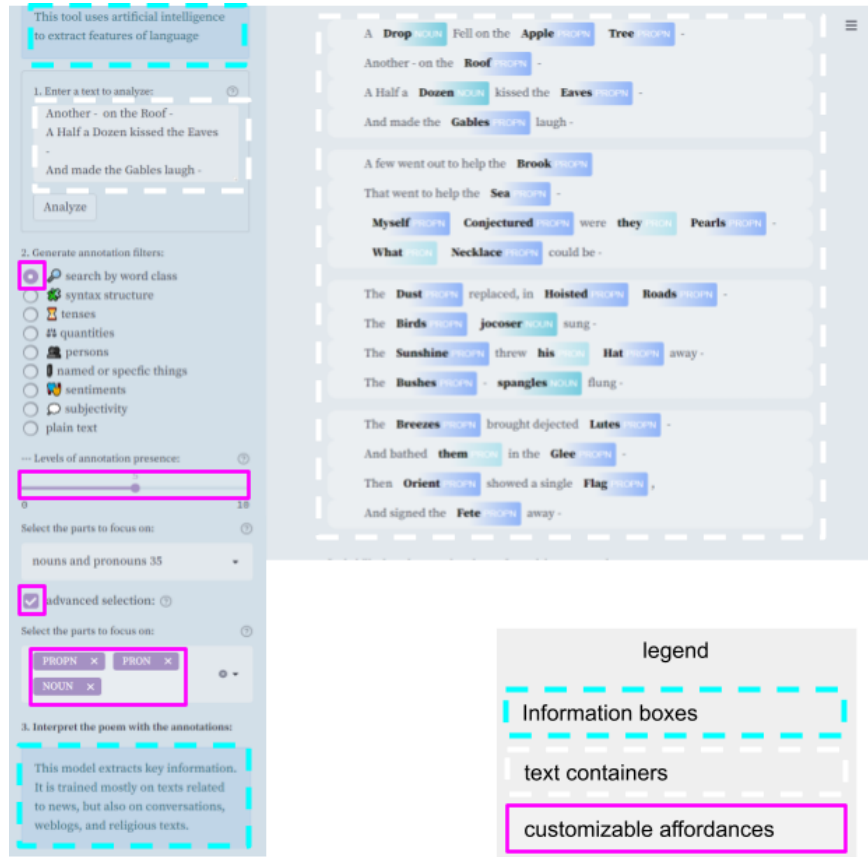 This tool uses artificial intelligence
to extract features of language
1. Enter a text to analyze:
Another - on the Roof -
A Half a Dozen kissed the Eaves
-
And made the Gables laugh -
Analyze
2. Generate annotation filters:
search by word class
syntax structure
tenses
quantities
persons
named or specfic things
sentiments
subjectivity
plain text
--- Levels of annotation presence:
5
0 10
Select the parts to focus on:
nouns and pronouns 35
advanced selection:
Select the parts to focus on:
PROPN × PRON ×
NOUN ×
3. Interpret the poem with the annotations:
This model extracts key information.
It is trained mostly on texts related
to news, but also on conversations,
weblogs, and religious texts.
A Drop NOUN Fell on the Apple PROPN Tree PROPN -
Another - on the Roof PROPN -
A Half a Dozen NOUN kissed the Eaves PROPN -
And made the Gables PROPN laugh -
A few went out to help the Brook PROPN
That went to help the Sea PROPN -
Myself PROPN Conjectured PROPN were they PRON Pearls PROPN -
What PRON Necklace PROPN could be -
The Dust PROPN replaced, in Hoisted PROPN Roads PROPN -
The Birds PROPN jocoser NOUN sung -
The Sunshine PROPN threw his PRON Hat PROPN away -
The Bushes PROPN - spangles NOUN flung -
The Breezes PROPN brought dejected Lutes PROPN -
And bathed them PRON in the Glee PROPN -
Then Orient PROPN showed a single Flag PROPN ,
And signed the Fete PROPN away -
legend
Information boxes
text containers
customizable affordances